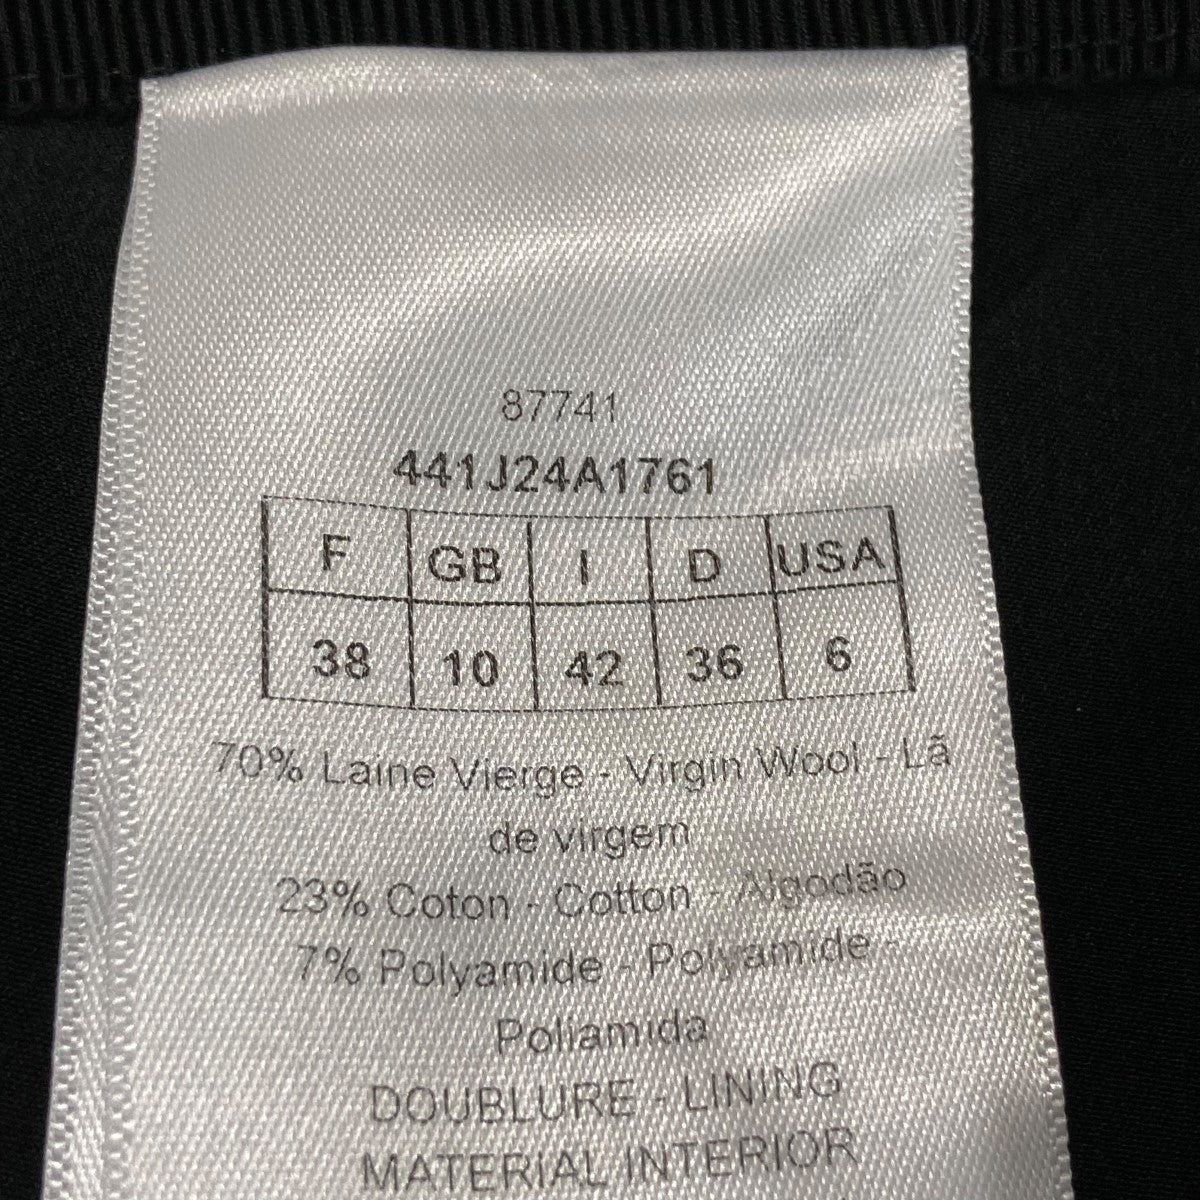 87741
441J24A1761
F GB I D USA
38 10 42 36 6
70% Laine Vierge - Virgin Wool - Lã
de virgem
23% Coton - Cotton - Algodão
7% Polyamide - Polyamide -
Poliamida
DOUBLURE - LINING
MATERIAL INTERIOR